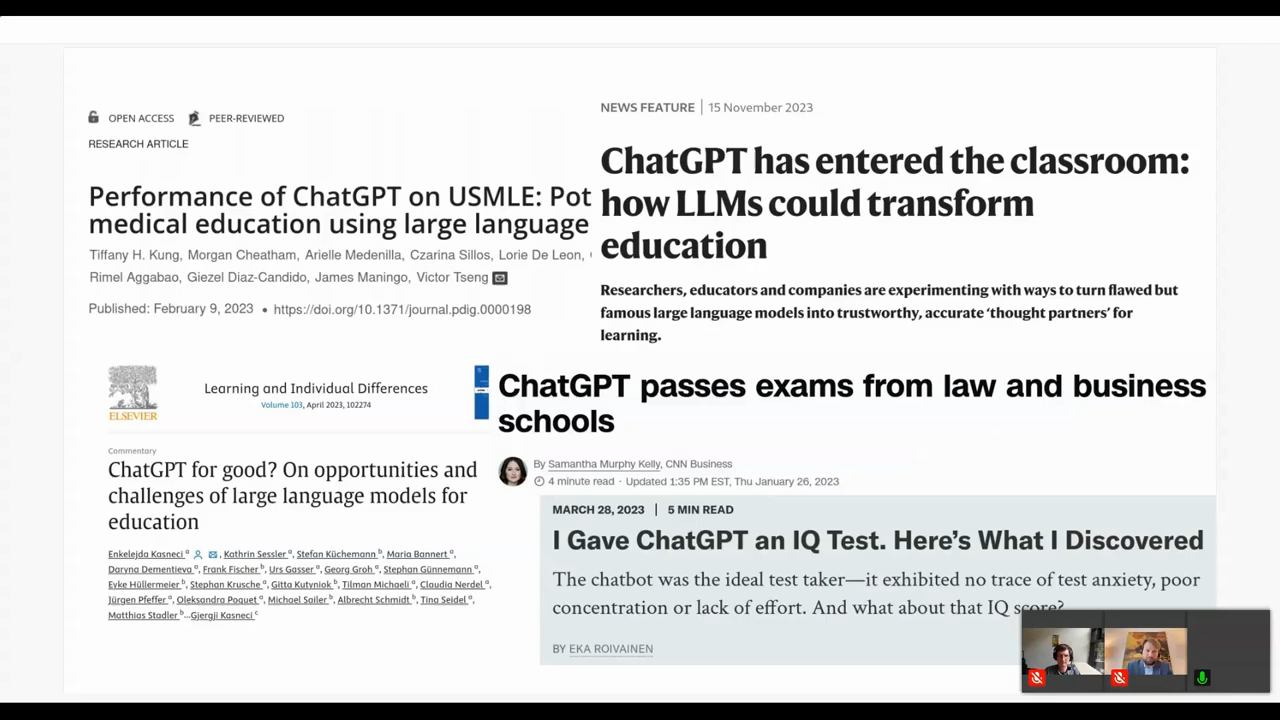 OPEN ACCESS PEER-REVIEWED
RESEARCH ARTICLE
Performance of ChatGPT on USMLE: Pot
medical education using large language
Tiffany H. Kung, Morgan Cheatham, Arielle Medenilla, Czarina Sillos, Lorie De Leon,
Rimel Aggabao, Giezel Diaz-Candido, James Maningo, Victor Tseng
Published: February 9, 2023 • https://doi.org/10.1371/journal.pdig.0000198
NEWS FEATURE | 15 November 2023
ChatGPT has entered the classroom:
how LLMs could transform
education
Researchers, educators and companies are experimenting with ways to turn flawed but
famous large language models into trustworthy, accurate ‘thought partners’ for
learning.
ELSEVIER
Learning and Individual Differences
Volume 103, April 2023, 102274
Commentary
ChatGPT for good? On opportunities and
challenges of large language models for
education
Enkelejda Kasneci a, Kathrin Sessler a, Stefan Küchemann b, Maria Bannert a,
Daryna Dementieva a, Frank Fischer b, Urs Gasser a, Georg Groh a, Stephan Günnemann a,
Eyke Hüllermeier b, Stephan Krusche a, Gitta Kutyniok b, Tilman Michaeli a, Claudia Nerdel a,
Jürgen Pfeffer a, Oleksandra Poquet a, Michael Sailer b, Albrecht Schmidt b, Tina Seidel a,
Matthias Stadler b...Gjergji Kasneci c
ChatGPT passes exams from law and business
schools
By Samantha Murphy Kelly, CNN Business
4 minute read · Updated 1:35 PM EST, Thu January 26, 2023
MARCH 28, 2023 | 5 MIN READ
I Gave ChatGPT an IQ Test. Here’s What I Discovered
The chatbot was the ideal test taker—it exhibited no trace of test anxiety, poor
concentration or lack of effort. And what about that IQ score?
BY EKA ROIVAINEN